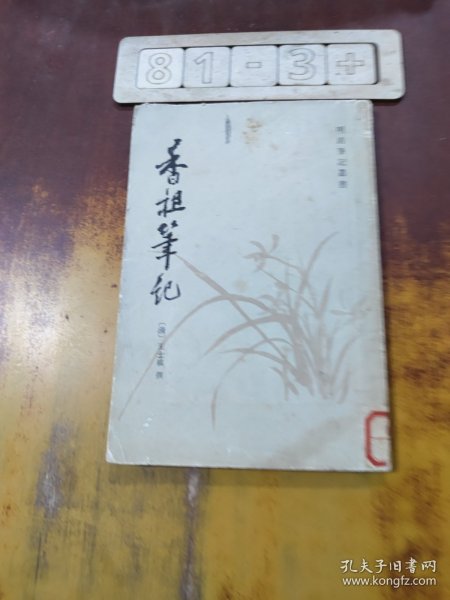 81-3+
明清筆記叢書
香祖筆记
〔清〕王士禛 撰
孔夫子旧书网
www.kongfz.com